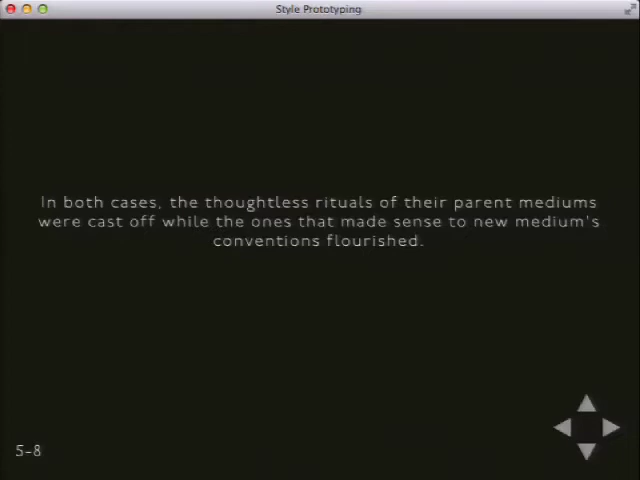 Style Prototyping
In both cases, the thoughtless rituals of their parent mediums
were cast off while the ones that made sense to new medium's
conventions flourished.
5-8